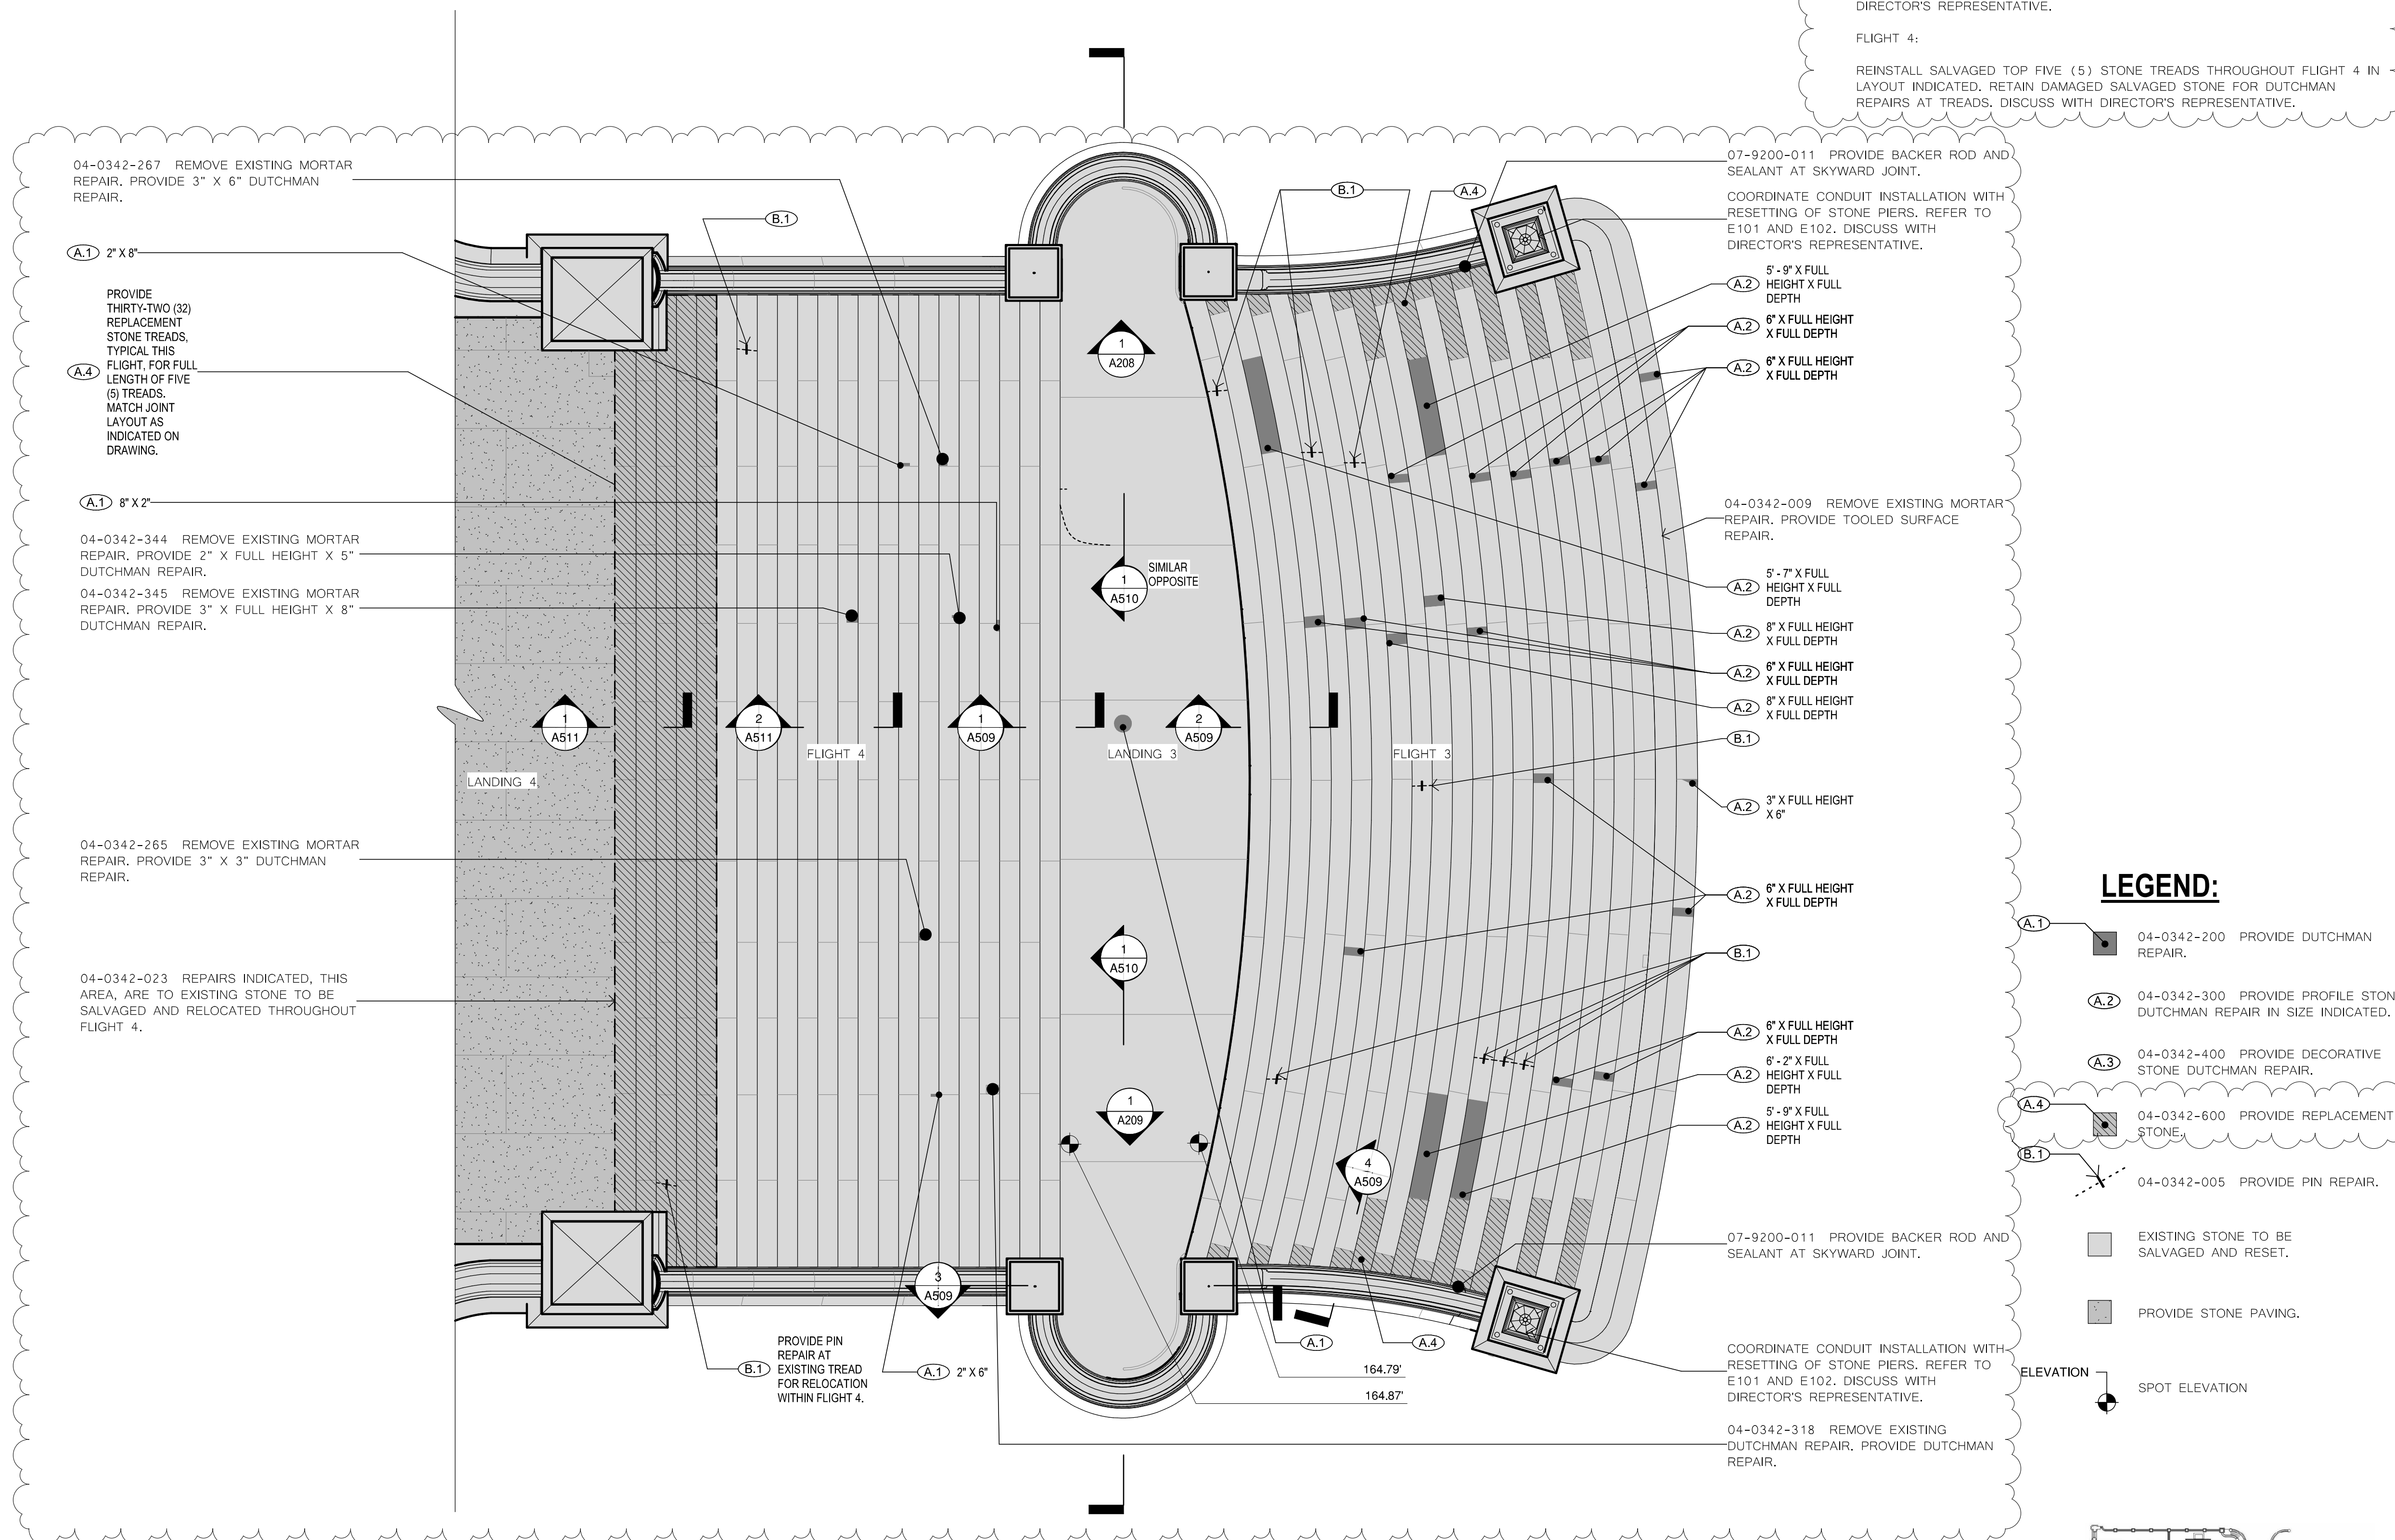 DIRECTOR'S REPRESENTATIVE.
FLIGHT 4:
REINSTALL SALVAGED TOP FIVE (5) STONE TREADS THROUGHOUT FLIGHT 4 IN
LAYOUT INDICATED. RETAIN DAMAGED SALVAGED STONE FOR DUTCHMAN
REPAIRS AT TREADS. DISCUSS WITH DIRECTOR'S REPRESENTATIVE.
04-0342-267 REMOVE EXISTING MORTAR
REPAIR. PROVIDE 3" X 6" DUTCHMAN
REPAIR.
A.1 2" X 8"
PROVIDE
THIRTY-TWO (32)
REPLACEMENT
STONE TREADS,
TYPICAL THIS
FLIGHT, FOR FULL
A.4 LENGTH OF FIVE
(5) TREADS.
MATCH JOINT
LAYOUT AS
INDICATED ON
DRAWING.
A.1 8" X 2"
04-0342-344 REMOVE EXISTING MORTAR
REPAIR. PROVIDE 2" X FULL HEIGHT X 5"
DUTCHMAN REPAIR.
04-0342-345 REMOVE EXISTING MORTAR
REPAIR. PROVIDE 3" X FULL HEIGHT X 8"
DUTCHMAN REPAIR.
04-0342-265 REMOVE EXISTING MORTAR
REPAIR. PROVIDE 3" X 3" DUTCHMAN
REPAIR.
04-0342-023 REPAIRS INDICATED, THIS
AREA, ARE TO EXISTING STONE TO BE
SALVAGED AND RELOCATED THROUGHOUT
FLIGHT 4.
B.1
B.1
A.4
1
A208
1
A510
SIMILAR
OPPOSITE
1
A511
2
A511
1
A509
2
A509
LANDING 4
FLIGHT 4
LANDING 3
FLIGHT 3
1
A510
1
A209
4
A509
3
A509
PROVIDE PIN
REPAIR AT
B.1 EXISTING TREAD
FOR RELOCATION
WITHIN FLIGHT 4.
A.1 2" X 6"
A.1
A.4
164.79'
164.87'
07-9200-011 PROVIDE BACKER ROD AND
SEALANT AT SKYWARD JOINT.
COORDINATE CONDUIT INSTALLATION WITH
RESETTING OF STONE PIERS. REFER TO
E101 AND E102. DISCUSS WITH
DIRECTOR'S REPRESENTATIVE.
5' - 9" X FULL
A.2 HEIGHT X FULL
DEPTH
A.2 6" X FULL HEIGHT
X FULL DEPTH
A.2 6" X FULL HEIGHT
X FULL DEPTH
04-0342-009 REMOVE EXISTING MORTAR
REPAIR. PROVIDE TOOLED SURFACE
REPAIR.
5' - 7" X FULL
A.2 HEIGHT X FULL
DEPTH
A.2 8" X FULL HEIGHT
X FULL DEPTH
A.2 6" X FULL HEIGHT
X FULL DEPTH
A.2 8" X FULL HEIGHT
X FULL DEPTH
B.1
A.2 3" X FULL HEIGHT
X 6"
A.2 6" X FULL HEIGHT
X FULL DEPTH
B.1
A.2 6" X FULL HEIGHT
X FULL DEPTH
6' - 2" X FULL
A.2 HEIGHT X FULL
DEPTH
5' - 9" X FULL
A.2 HEIGHT X FULL
DEPTH
07-9200-011 PROVIDE BACKER ROD AND
SEALANT AT SKYWARD JOINT.
COORDINATE CONDUIT INSTALLATION WITH
RESETTING OF STONE PIERS. REFER TO
E101 AND E102. DISCUSS WITH
DIRECTOR'S REPRESENTATIVE.
04-0342-318 REMOVE EXISTING
DUTCHMAN REPAIR. PROVIDE DUTCHMAN
REPAIR.
LEGEND:
A.1
04-0342-200 PROVIDE DUTCHMAN
REPAIR.
A.2 04-0342-300 PROVIDE PROFILE STON
DUTCHMAN REPAIR IN SIZE INDICATED.
A.3 04-0342-400 PROVIDE DECORATIVE
STONE DUTCHMAN REPAIR.
A.4
04-0342-600 PROVIDE REPLACEMENT
STONE.
B.1
04-0342-005 PROVIDE PIN REPAIR.
EXISTING STONE TO BE
SALVAGED AND RESET.
PROVIDE STONE PAVING.
ELEVATION
SPOT ELEVATION